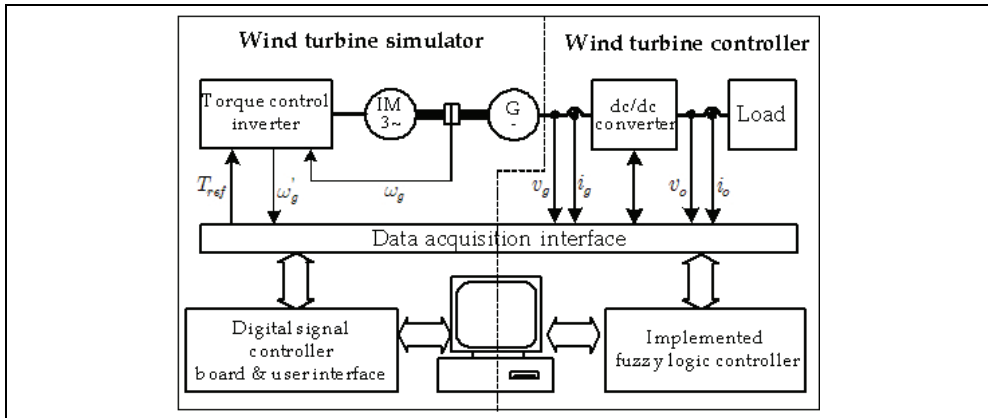 Wind turbine simulator
Wind turbine controller
Torque control
inverter
IM
3~
G
-
dc/dc
converter
Load
T_ref
ω'_g
ω_g
v_g
i_g
v_o
i_o
Data acquisition interface
Digital signal
controller
board & user interface
Implemented
fuzzy logic controller